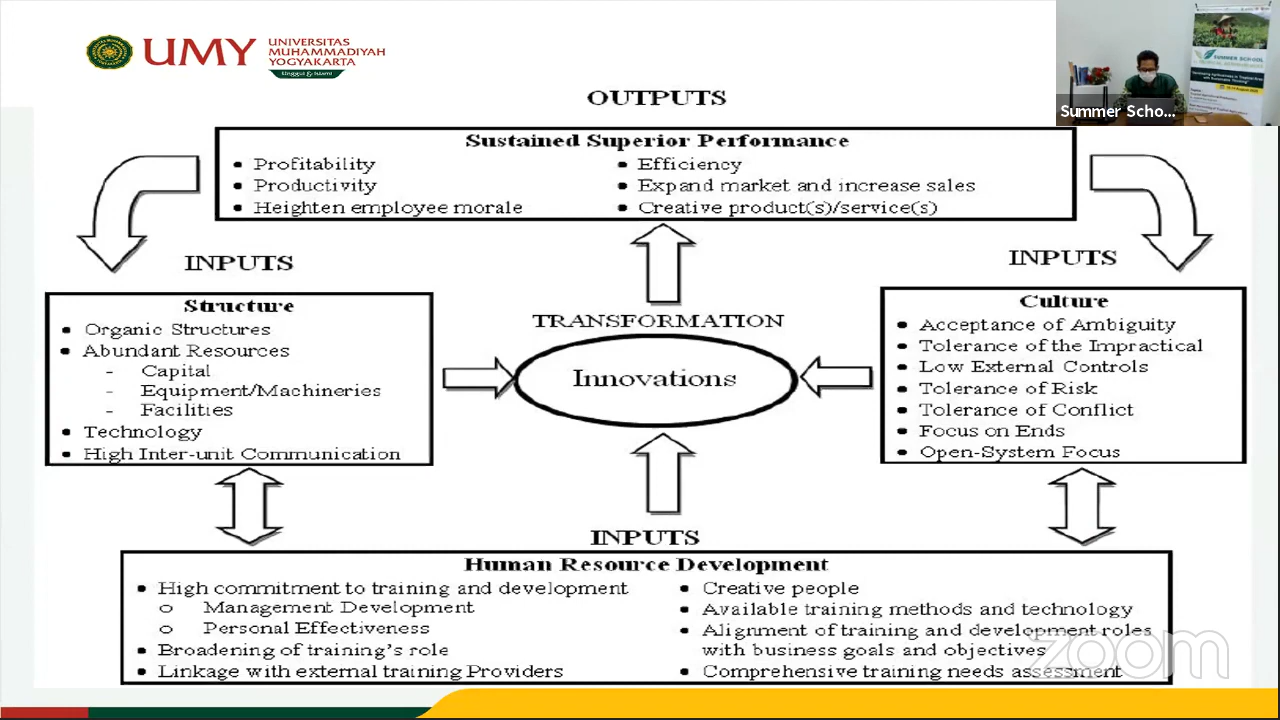 UMY
UNIVERSITAS
MUHAMMADIYAH
YOGYAKARTA
Unggul & Islami
Summer Scho...
SUMMER SCHOOL
OUTPUTS
Sustained Superior Performance
• Profitability
• Productivity
• Heighten employee morale
• Efficiency
• Expand market and increase sales
• Creative product(s)/service(s)
INPUTS
Structure
• Organic Structures
• Abundant Resources
- Capital
- Equipment/Machineries
- Facilities
• Technology
• High Inter-unit Communication
TRANSFORMATION
Innovations
INPUTS
Culture
• Acceptance of Ambiguity
• Tolerance of the Impractical
• Low External Controls
• Tolerance of Risk
• Tolerance of Conflict
• Focus on Ends
• Open-System Focus
INPUTS
Human Resource Development
• High commitment to training and development
o Management Development
o Personal Effectiveness
• Broadening of training's role
• Linkage with external training Providers
• Creative people
• Available training methods and technology
• Alignment of training and development roles
with business goals and objectives
• Comprehensive training needs assessment
zoom